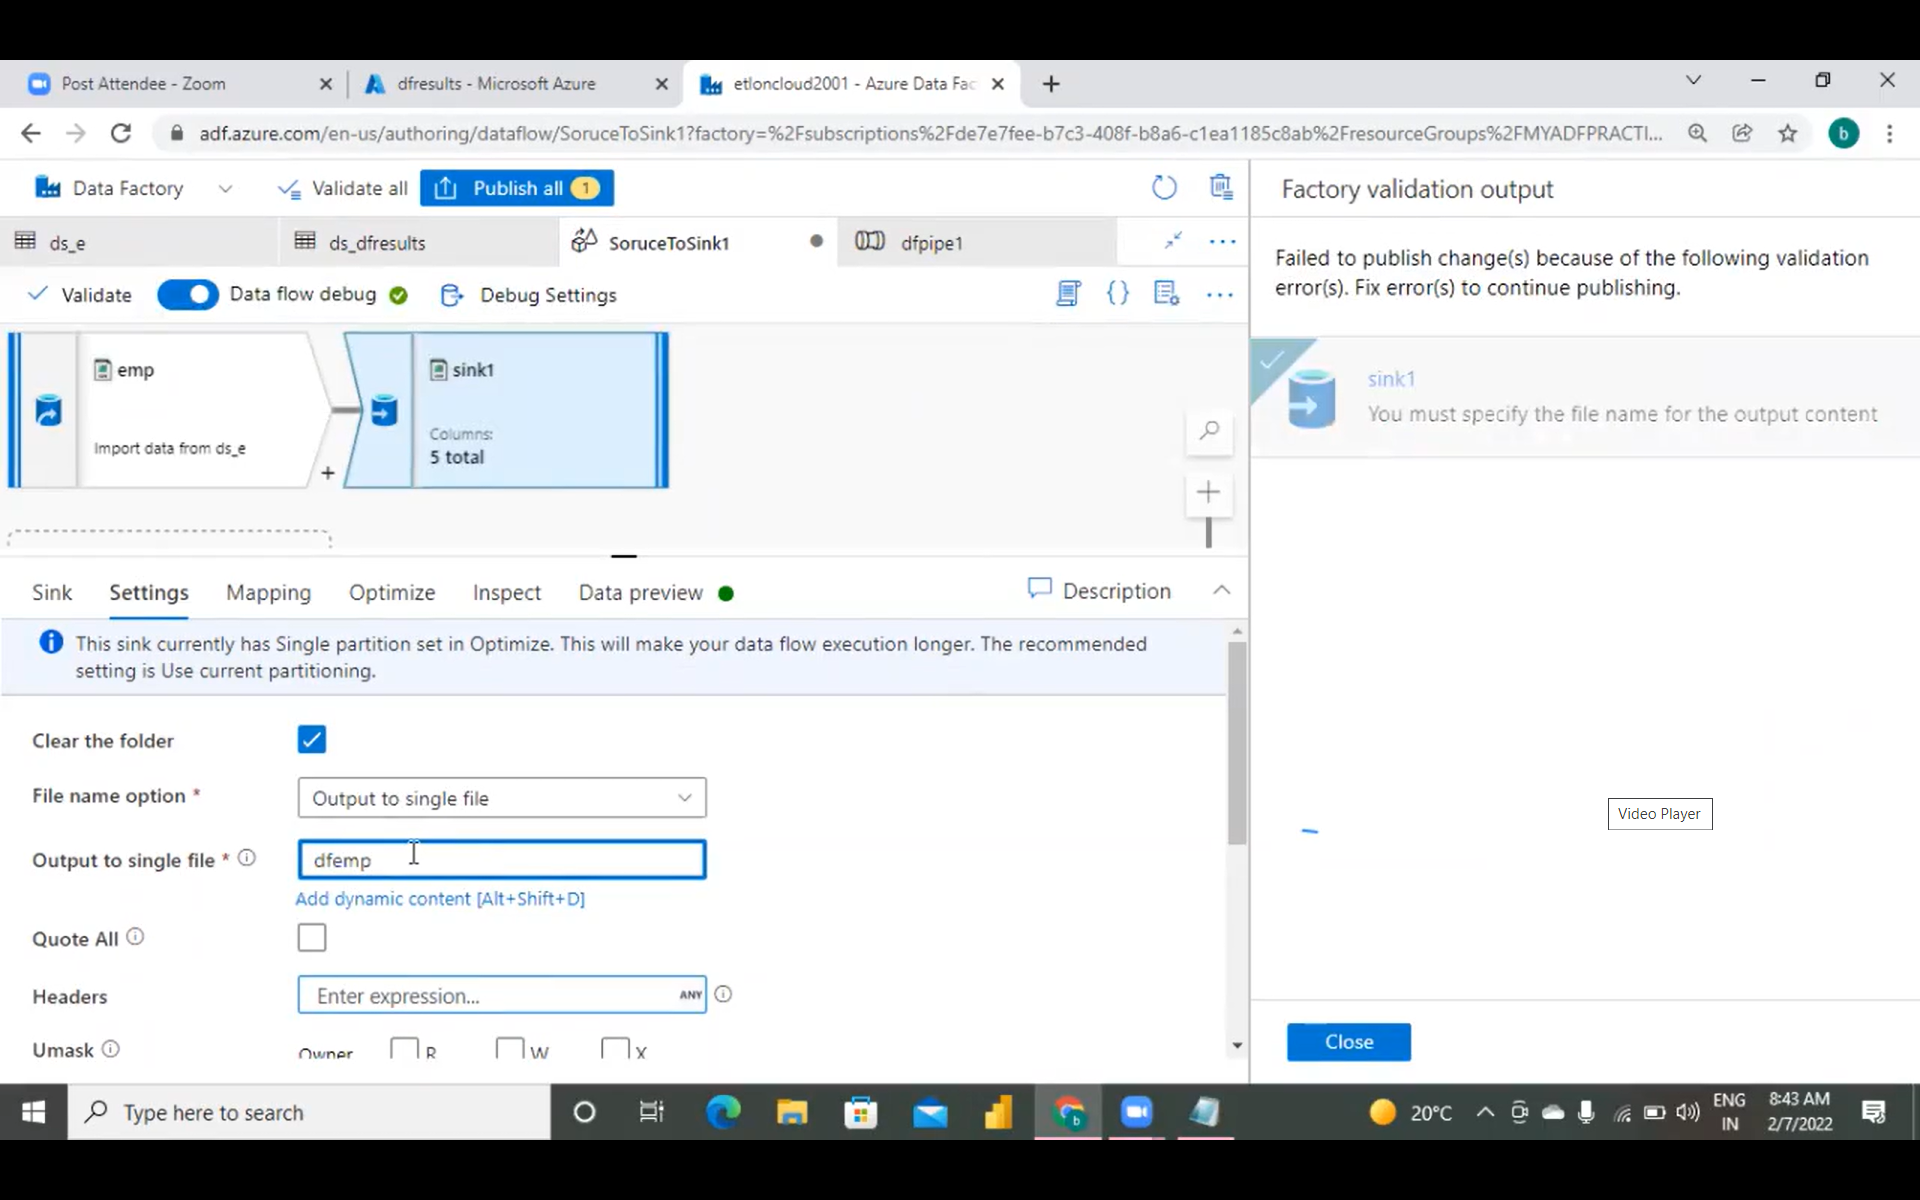 Post Attendee - Zoom
dfresults - Microsoft Azure
etloncloud2001 - Azure Data Fac
adf.azure.com/en-us/authoring/dataflow/SoruceToSink1?factory=%2Fsubscriptions%2Fde7e7fee-b7c3-408f-b8a6-c1ea1185c8ab%2FresourceGroups%2FMYADFPRACTI...
b
Data Factory
Validate all
Publish all 1
Factory validation output
ds_e
ds_dfresults
SoruceToSink1
dfpipe1
Failed to publish change(s) because of the following validation
error(s). Fix error(s) to continue publishing.
Validate
Data flow debug
Debug Settings
emp
Import data from ds_e
sink1
Columns:
5 total
sink1
You must specify the file name for the output content
Sink
Settings
Mapping
Optimize
Inspect
Data preview
Description
This sink currently has Single partition set in Optimize. This will make your data flow execution longer. The recommended
setting is Use current partitioning.
Clear the folder
File name option *
Output to single file
Output to single file *
dfemp
Add dynamic content [Alt+Shift+D]
Quote All
Headers
Enter expression...
ANY
Umask
Owner
R
W
X
Video Player
Close
Type here to search
20°C
ENG
IN
8:43 AM
2/7/2022